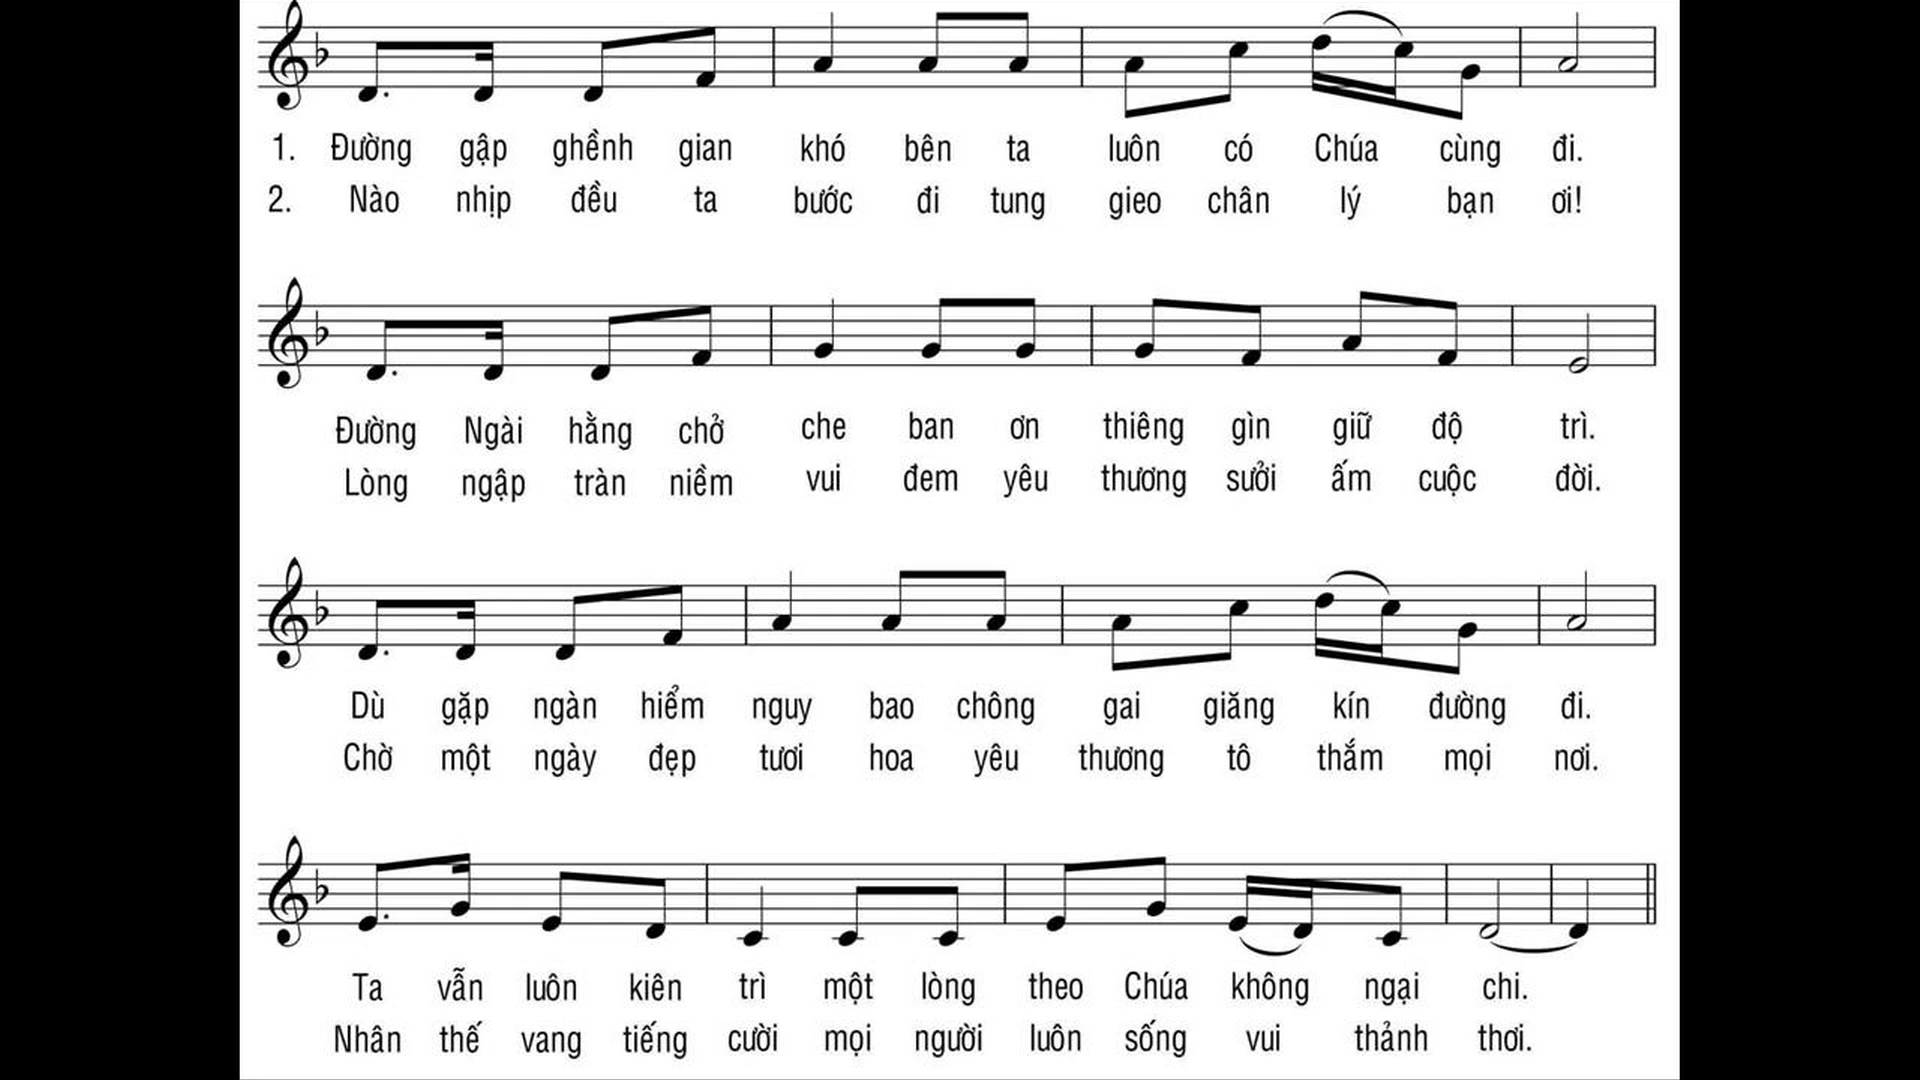 1. Đường gập ghềnh gian khó bên ta luôn có Chúa cùng đi.
2. Nào nhịp đều ta bước đi tung gieo chân lý bạn ơi!
Đường Ngài hằng chở che ban ơn thiêng gìn giữ độ trì.
Lòng ngập tràn niềm vui đem yêu thương sưởi ấm cuộc đời.
Dù gặp ngàn hiểm nguy bao chông gai giăng kín đường đi.
Chờ một ngày đẹp tươi hoa yêu thương tô thắm mọi nơi.
Ta vẫn luôn kiên trì một lòng theo Chúa không ngại chi.
Nhân thế vang tiếng cười mọi người luôn sống vui thảnh thơi.